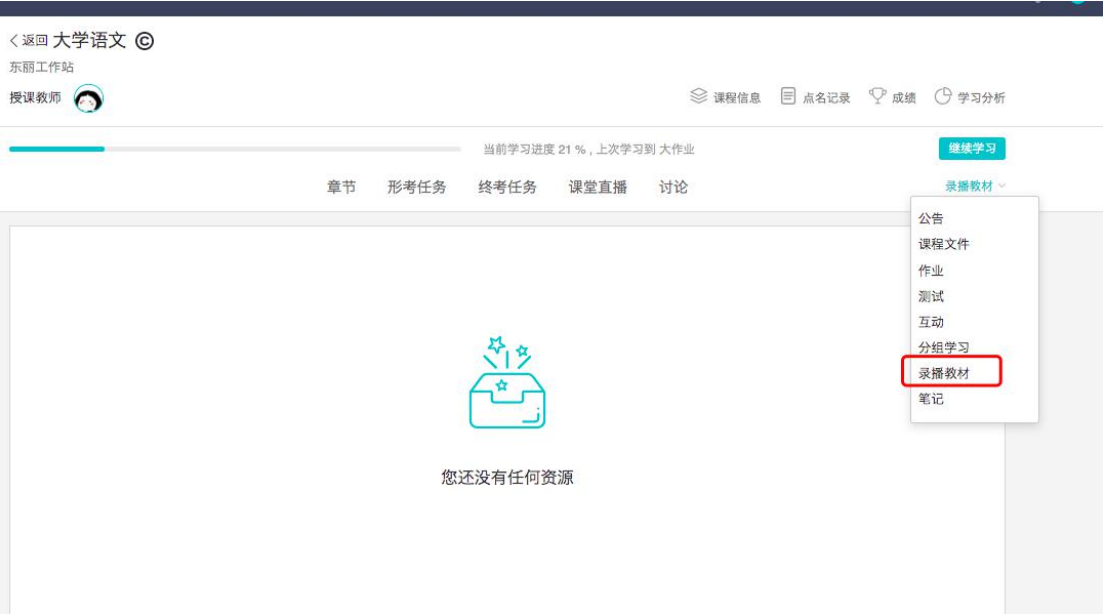 <返回 大学语文 ©
东丽工作站
授课教师
课程信息 点名记录 成绩 学习分析
当前学习进度 21 % , 上次学习到 大作业 继续学习
章节 形考任务 终考任务 课堂直播 讨论 录播教材
公告
课程文件
作业
测试
互动
分组学习
录播教材
笔记
您还没有任何资源